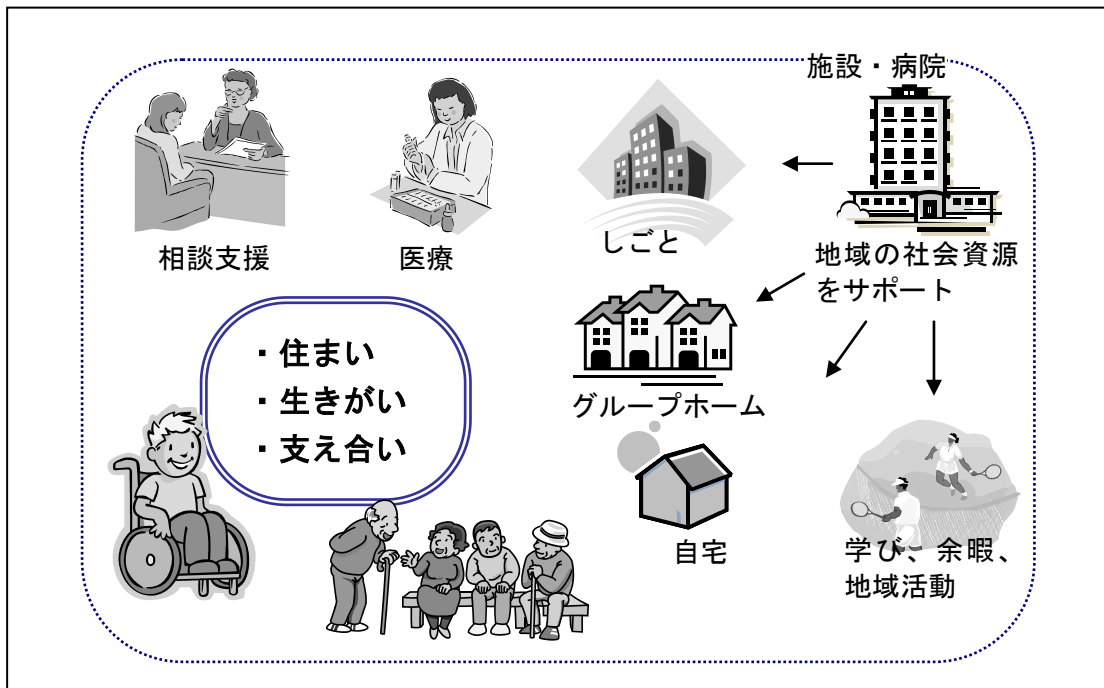 施設・病院
相談支援
医療
しごと
地域の社会資源
をサポート
・住まい
・生きがい
・支え合い
グループホーム
自宅
学び、余暇、
地域活動